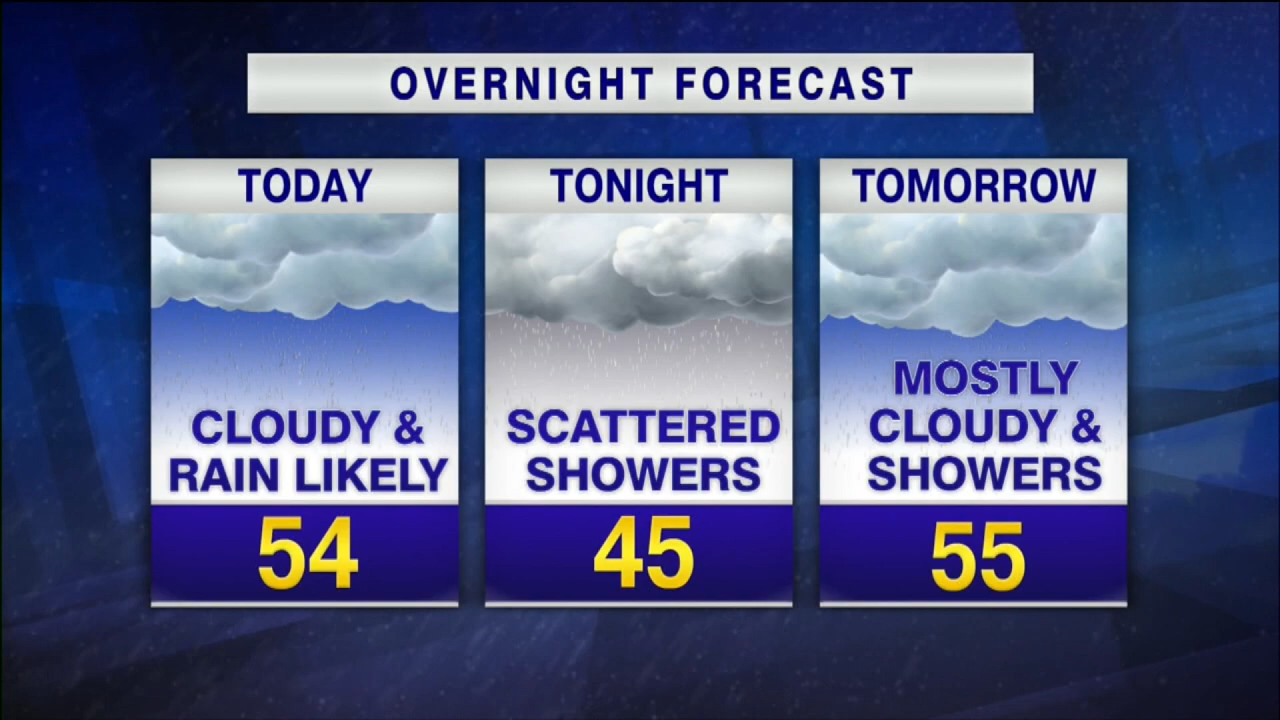 OVERNIGHT FORECAST
TODAY
CLOUDY &
RAIN LIKELY
54
TONIGHT
SCATTERED
SHOWERS
45
TOMORROW
MOSTLY
CLOUDY &
SHOWERS
55